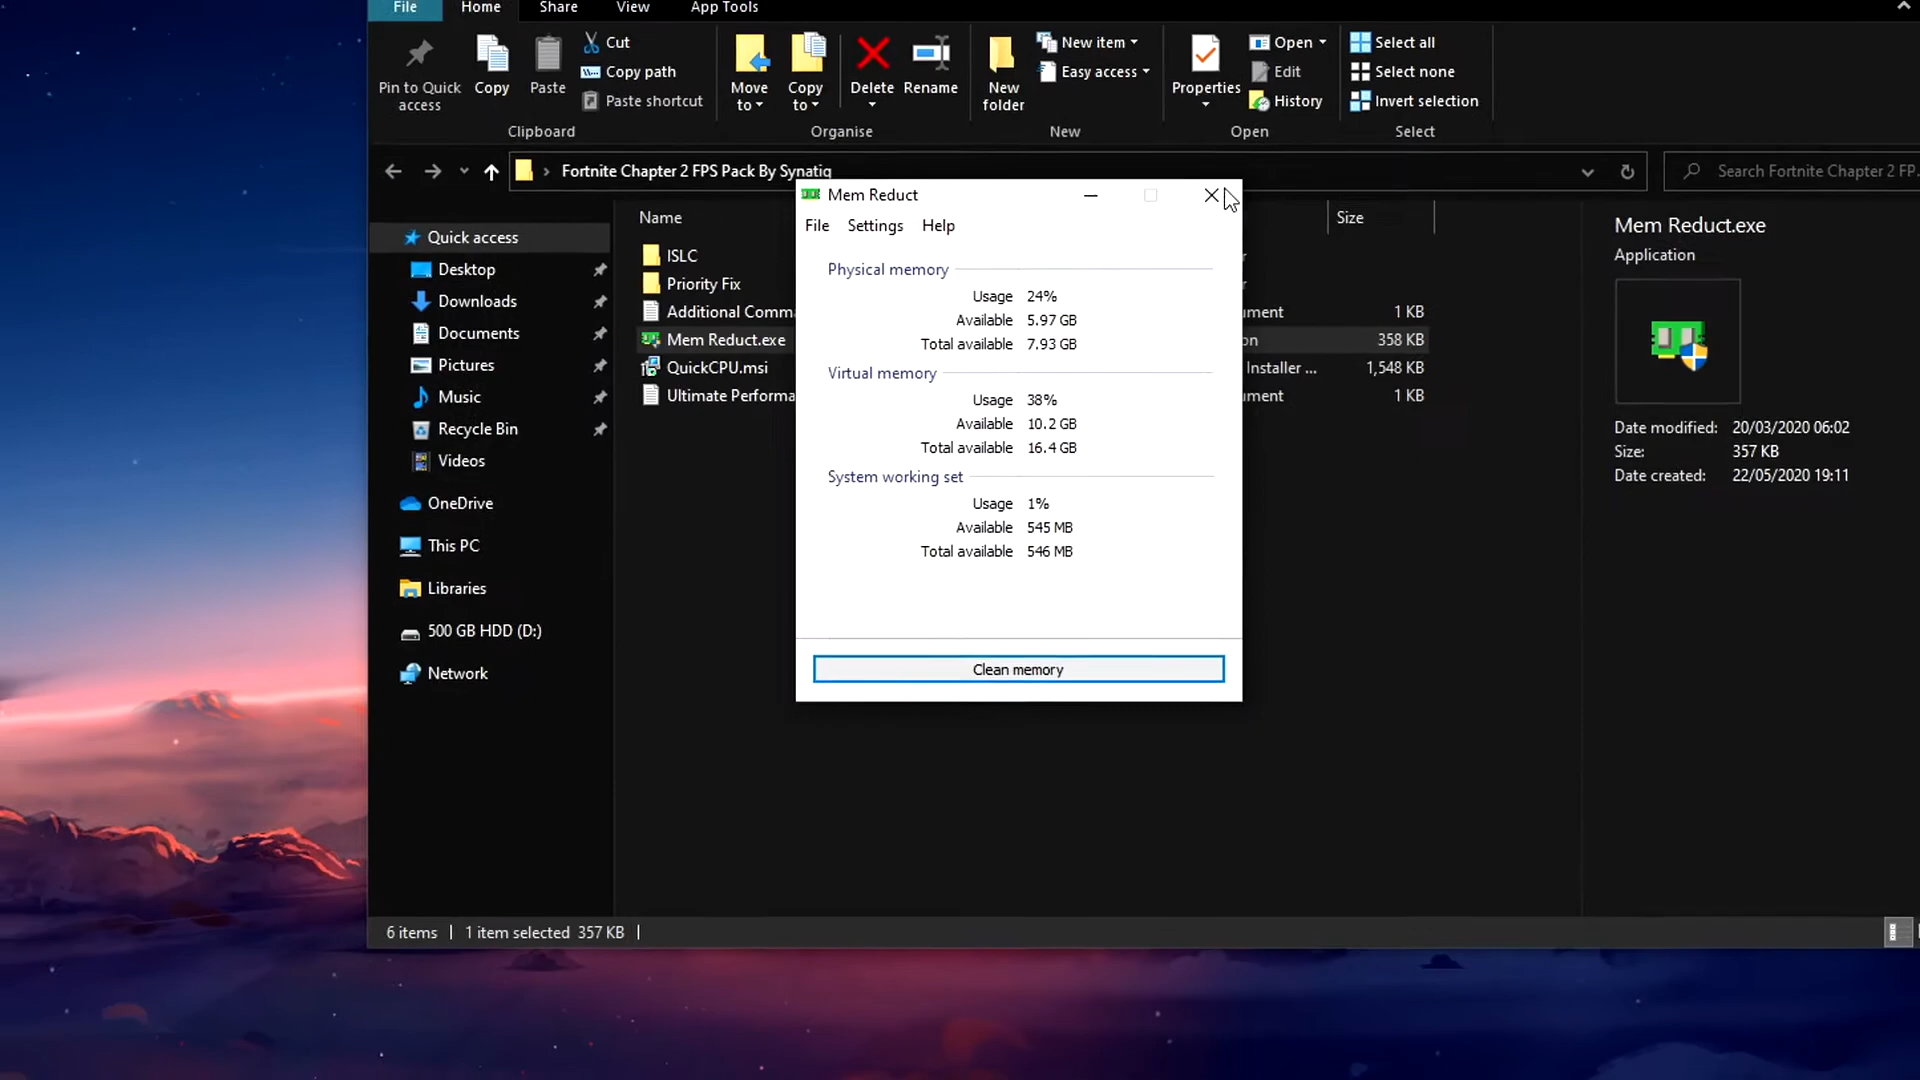 File Home Share View App Tools
Pin to Quick access
Copy
Paste
Cut
Copy path
Paste shortcut
Clipboard
Move to
Copy to
Delete
Rename
Organise
New folder
New item
Easy access
New
Properties
Open
Edit
History
Open
Select all
Select none
Invert selection
Select
Fortnite Chapter 2 FPS Pack By Synatiq
Search Fortnite Chapter 2 FP
Quick access
Desktop
Downloads
Documents
Pictures
Music
Recycle Bin
Videos
OneDrive
This PC
Libraries
500 GB HDD (D:)
Network
Name
Size
ISLC
Priority Fix
Additional Comma
ument 1 KB
Mem Reduct.exe
on 358 KB
QuickCPU.msi
Installer ... 1,548 KB
Ultimate Performa
ument 1 KB
Mem Reduct
File Settings Help
Physical memory
Usage 24%
Available 5.97 GB
Total available 7.93 GB
Virtual memory
Usage 38%
Available 10.2 GB
Total available 16.4 GB
System working set
Usage 1%
Available 545 MB
Total available 546 MB
Clean memory
Mem Reduct.exe
Application
Date modified: 20/03/2020 06:02
Size: 357 KB
Date created: 22/05/2020 19:11
6 items 1 item selected 357 KB